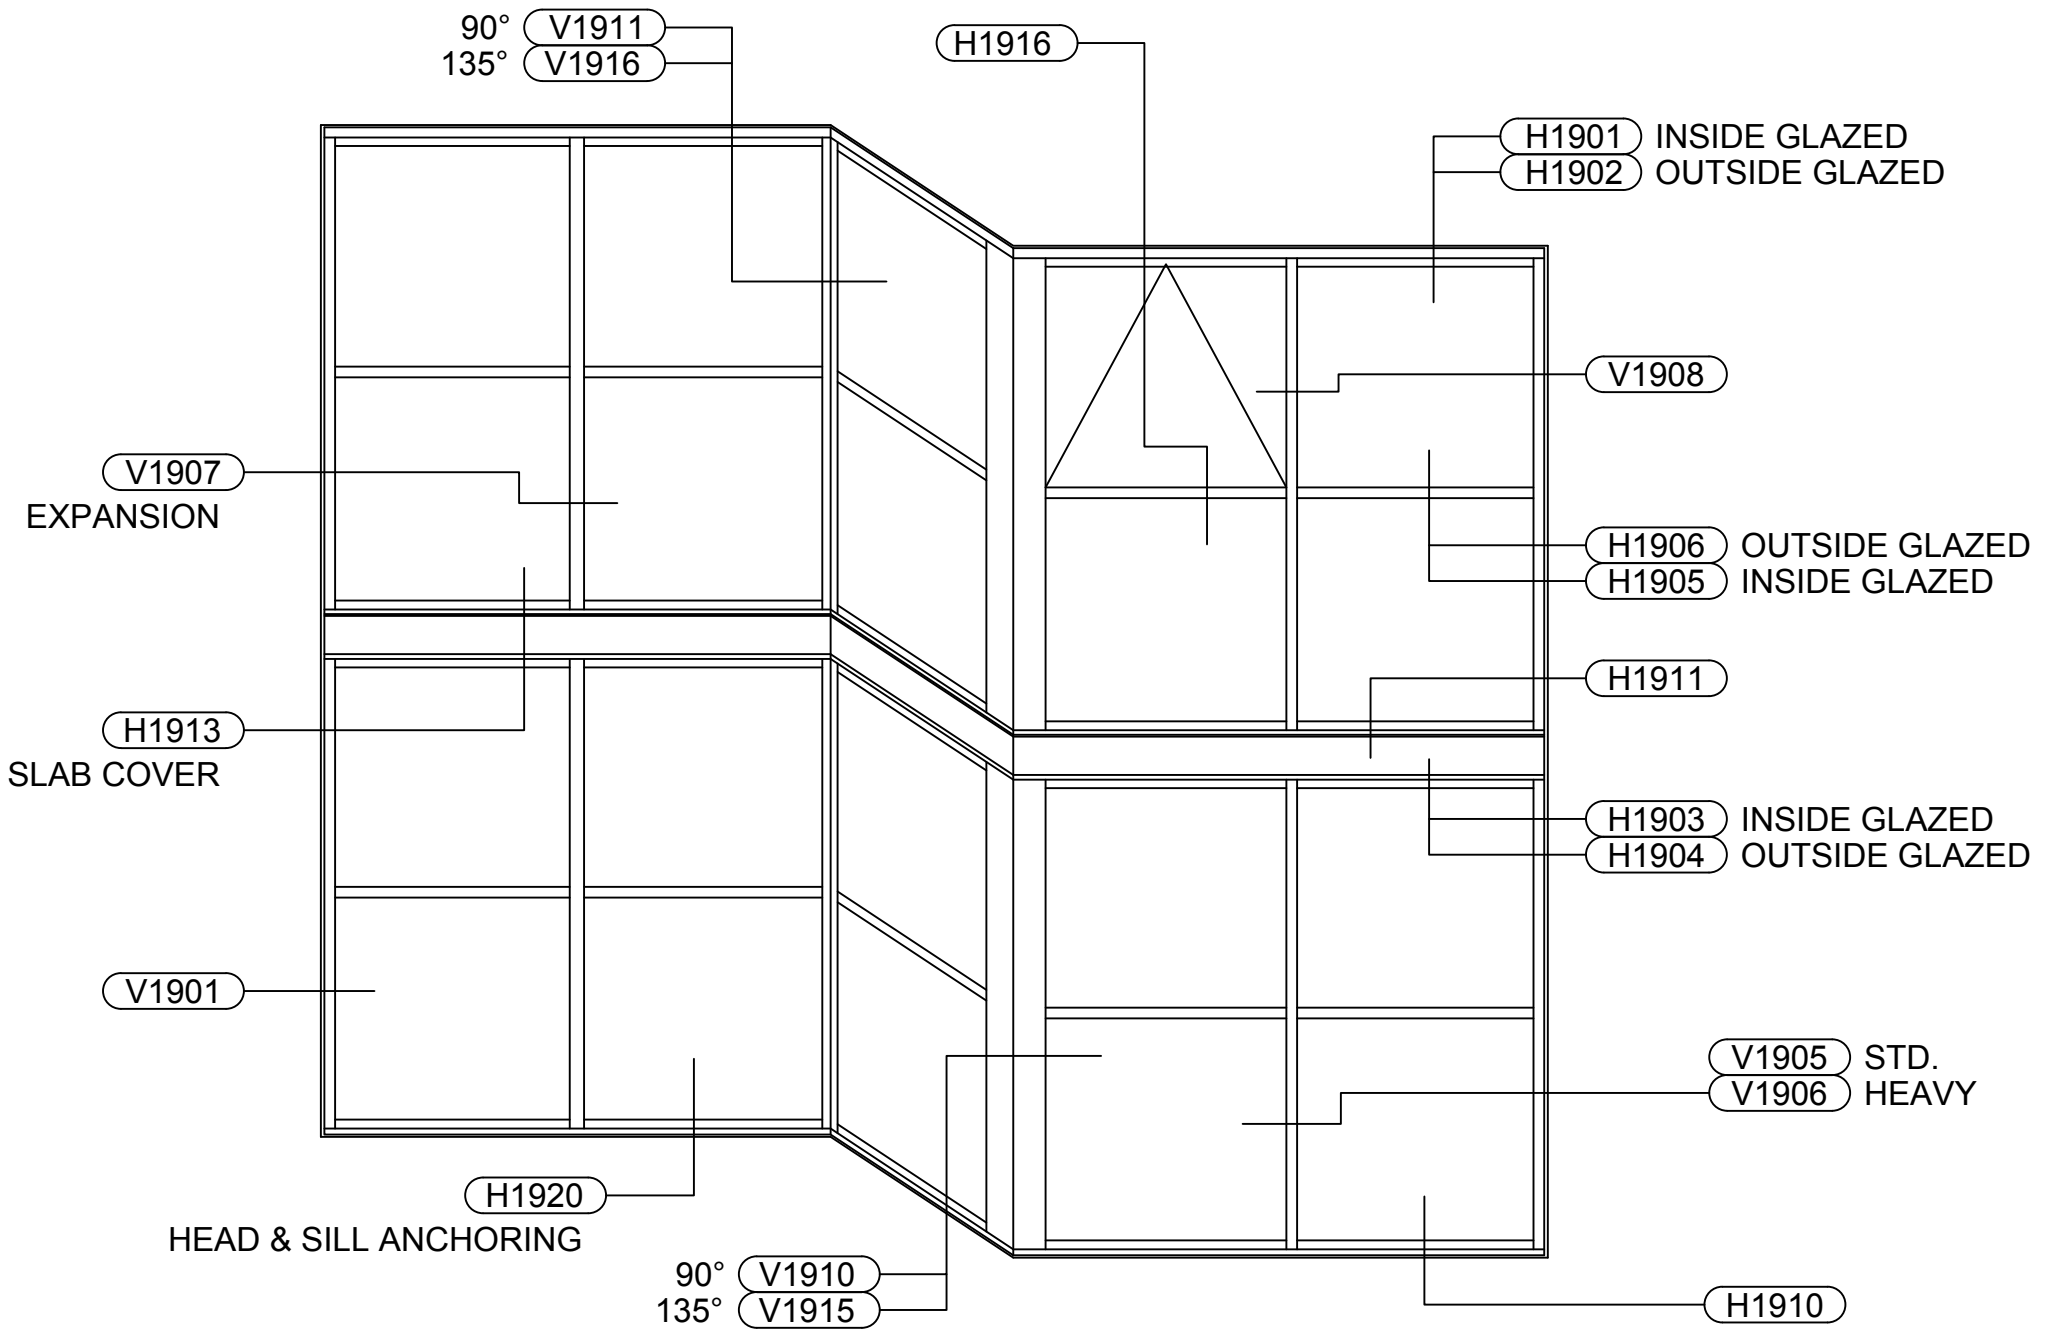 90° V1911
135° V1916
H1916
H1901 INSIDE GLAZED
H1902 OUTSIDE GLAZED
V1908
V1907
EXPANSION
H1906 OUTSIDE GLAZED
H1905 INSIDE GLAZED
H1911
H1913
SLAB COVER
H1903 INSIDE GLAZED
H1904 OUTSIDE GLAZED
V1901
V1905 STD.
V1906 HEAVY
H1920
HEAD & SILL ANCHORING
90° V1910
135° V1915
H1910